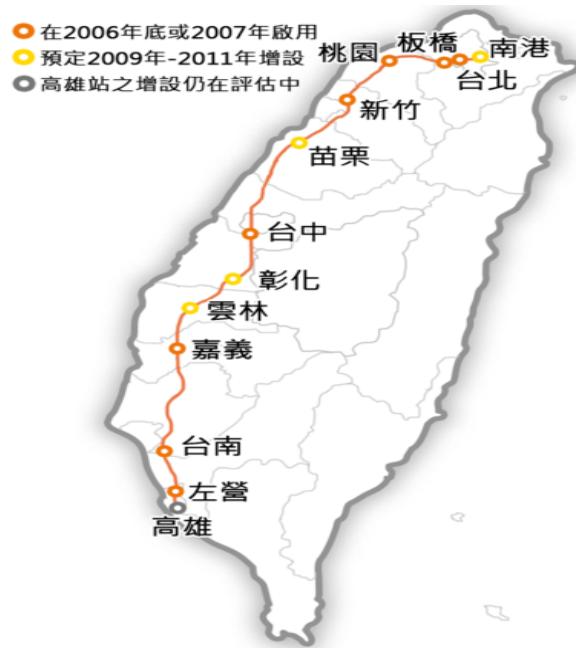 在2006年底或2007年啟用
預定2009年-2011年增設
高雄站之增設仍在評估中
南港
板橋
桃園
台北
新竹
苗栗
台中
彰化
雲林
嘉義
台南
左營
高雄